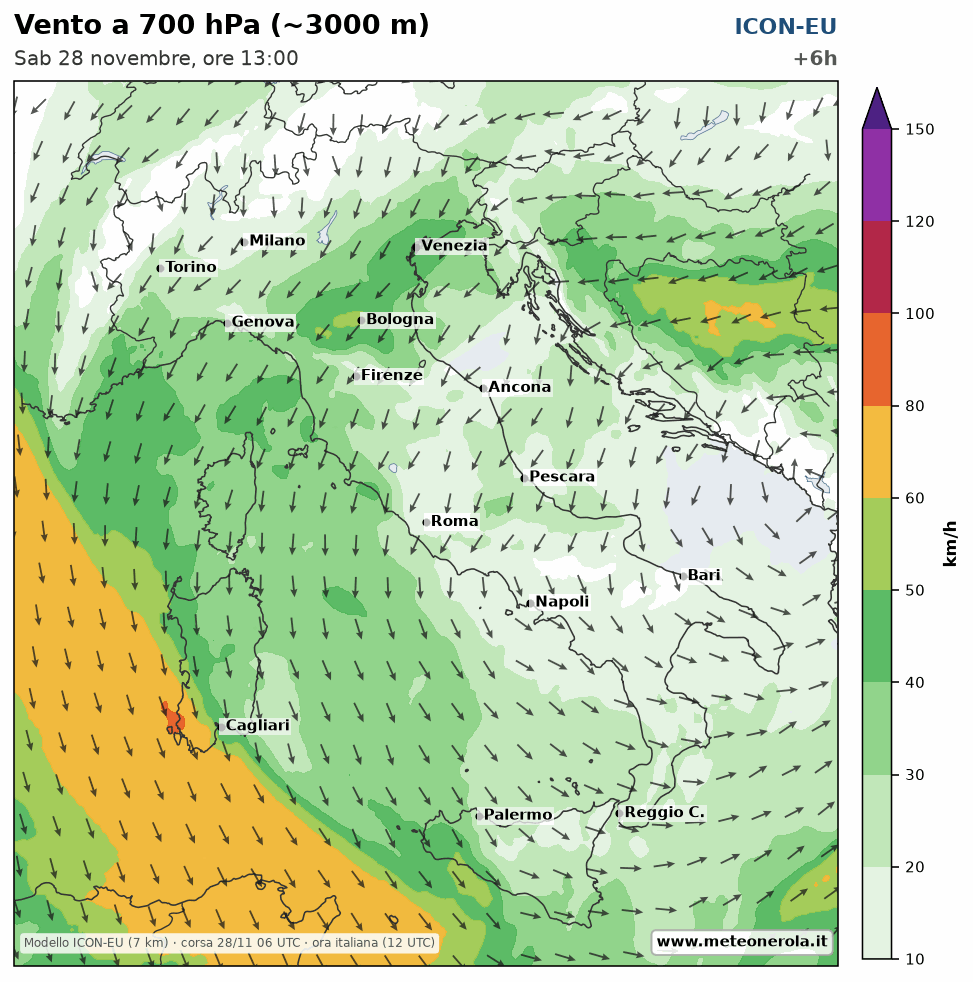 Vento a 700 hPa (~3000 m)
ICON-EU
Sab 28 novembre, ore 13:00
+6h
150
120
100
80
60
50
40
30
20
10
km/h
Milano
Venezia
Torino
Genova
Bologna
Firenze
Ancona
Pescara
Roma
Bari
Napoli
Cagliari
Palermo
Reggio C.
Modello ICON-EU (7 km) · corsa 28/11 06 UTC · ora italiana (12 UTC)
www.meteonerola.it